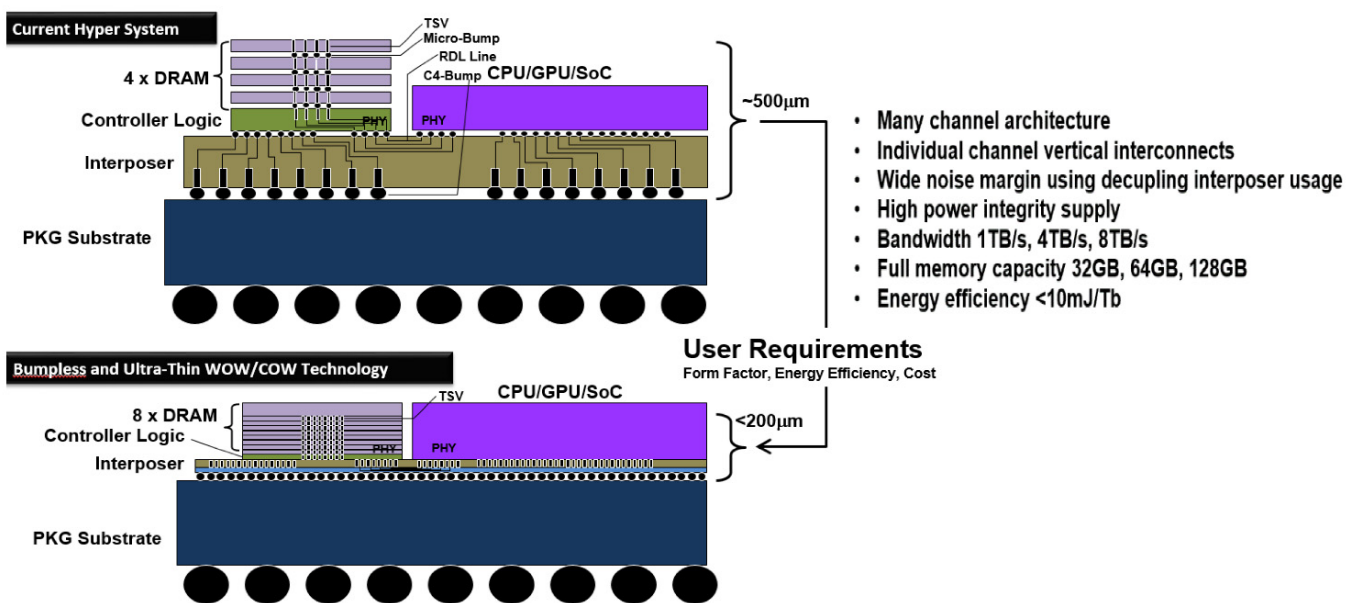 Current Hyper System
TSV
Micro-Bump
RDL Line
C4-Bump
CPU/GPU/SoC
4 x DRAM
Controller Logic
PHY
PHY
Interposer
PKG Substrate
~500µm
• Many channel architecture
• Individual channel vertical interconnects
• Wide noise margin using decupling interposer usage
• High power integrity supply
• Bandwidth 1TB/s, 4TB/s, 8TB/s
• Full memory capacity 32GB, 64GB, 128GB
• Energy efficiency <10mJ/Tb
User Requirements
Form Factor, Energy Efficiency, Cost
Bumpless and Ultra-Thin WOW/COW Technology
TSV
CPU/GPU/SoC
8 x DRAM
Controller Logic
PHY
PHY
Interposer
PKG Substrate
<200µm